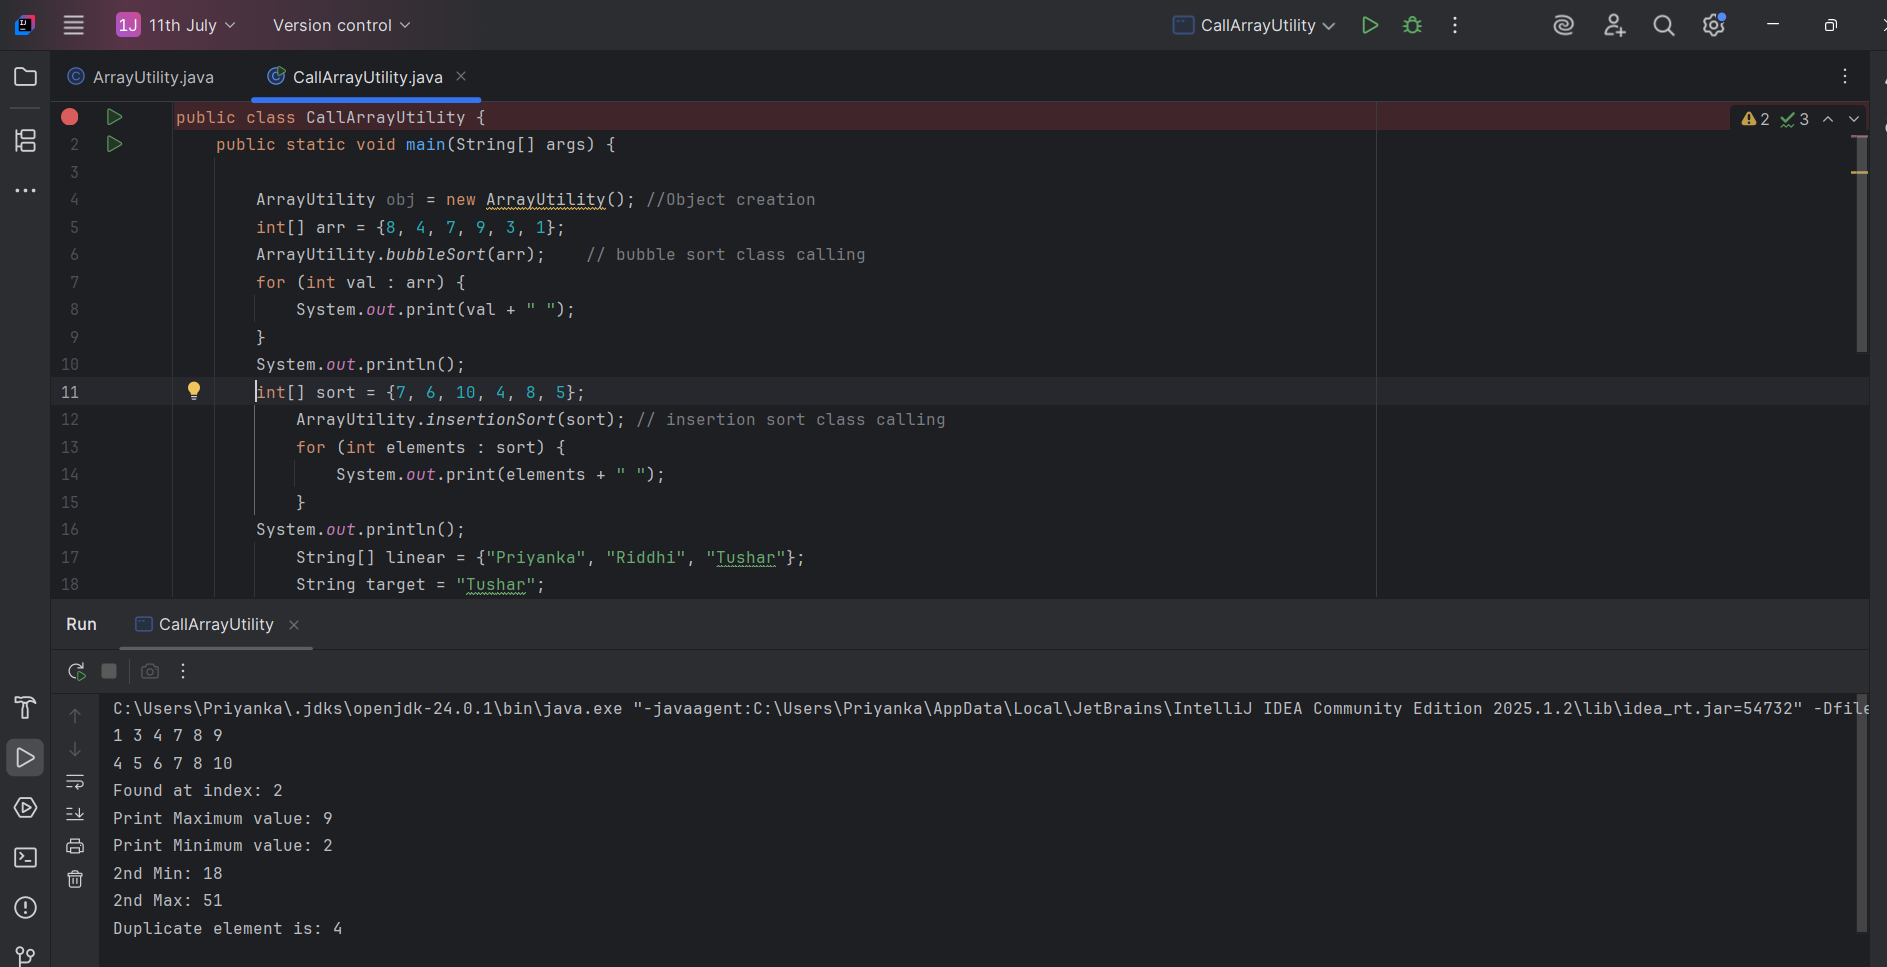 1J 11th July Version control CallArrayUtility
ArrayUtility.java CallArrayUtility.java
public class CallArrayUtility { 2 3
2 public static void main(String[] args) {
3
4 ArrayUtility obj = new ArrayUtility(); //Object creation
5 int[] arr = {8, 4, 7, 9, 3, 1};
6 ArrayUtility.bubbleSort(arr); // bubble sort class calling
7 for (int val : arr) {
8 System.out.print(val + " ");
9 }
10 System.out.println();
11 int[] sort = {7, 6, 10, 4, 8, 5};
12 ArrayUtility.insertionSort(sort); // insertion sort class calling
13 for (int elements : sort) {
14 System.out.print(elements + " ");
15 }
16 System.out.println();
17 String[] linear = {"Priyanka", "Riddhi", "Tushar"};
18 String target = "Tushar";
Run CallArrayUtility
C:\Users\Priyanka\.jdks\openjdk-24.0.1\bin\java.exe "-javaagent:C:\Users\Priyanka\AppData\Local\JetBrains\IntelliJ IDEA Community Edition 2025.1.2\lib\idea_rt.jar=54732" -Dfile
1 3 4 7 8 9
4 5 6 7 8 10
Found at index: 2
Print Maximum value: 9
Print Minimum value: 2
2nd Min: 18
2nd Max: 51
Duplicate element is: 4